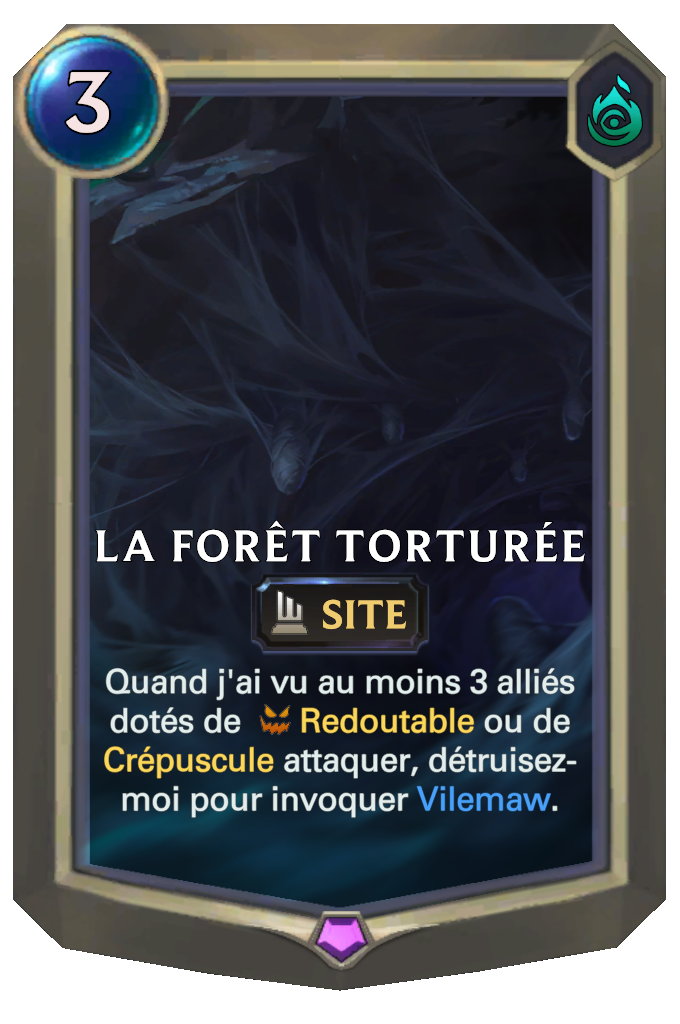 3
LA FORÊT TORTURÉE
SITE
Quand j'ai vu au moins 3 alliés
dotés de Redoutable ou de
Crépuscule attaquer, détruisez-
moi pour invoquer Vilemaw.